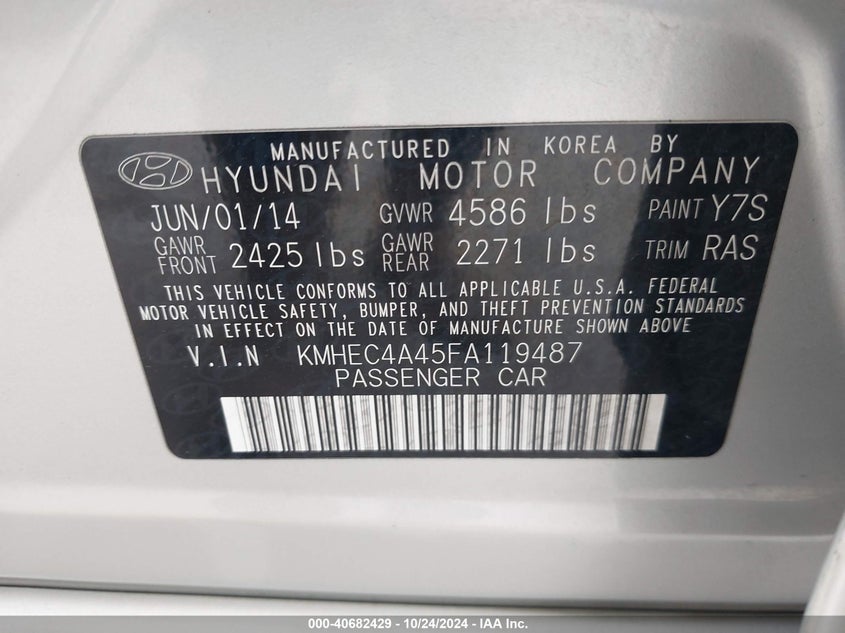 MANUFACTURED IN KOREA BY
HYUNDAI MOTOR COMPANY
JUN/01/14 GVWR 4586 lbs PAINT Y7S
GAWR FRONT 2425 lbs GAWR REAR 2271 lbs TRIM RAS
THIS VEHICLE CONFORMS TO ALL APPLICABLE U.S.A. FEDERAL
MOTOR VEHICLE SAFETY, BUMPER, AND THEFT PREVENTION STANDARDS
IN EFFECT ON THE DATE OF MANUFACTURE SHOWN ABOVE
V.I.N KMHEC4A45FA119487
PASSENGER CAR
000-40682429 - 10/24/2024 - IAA Inc.